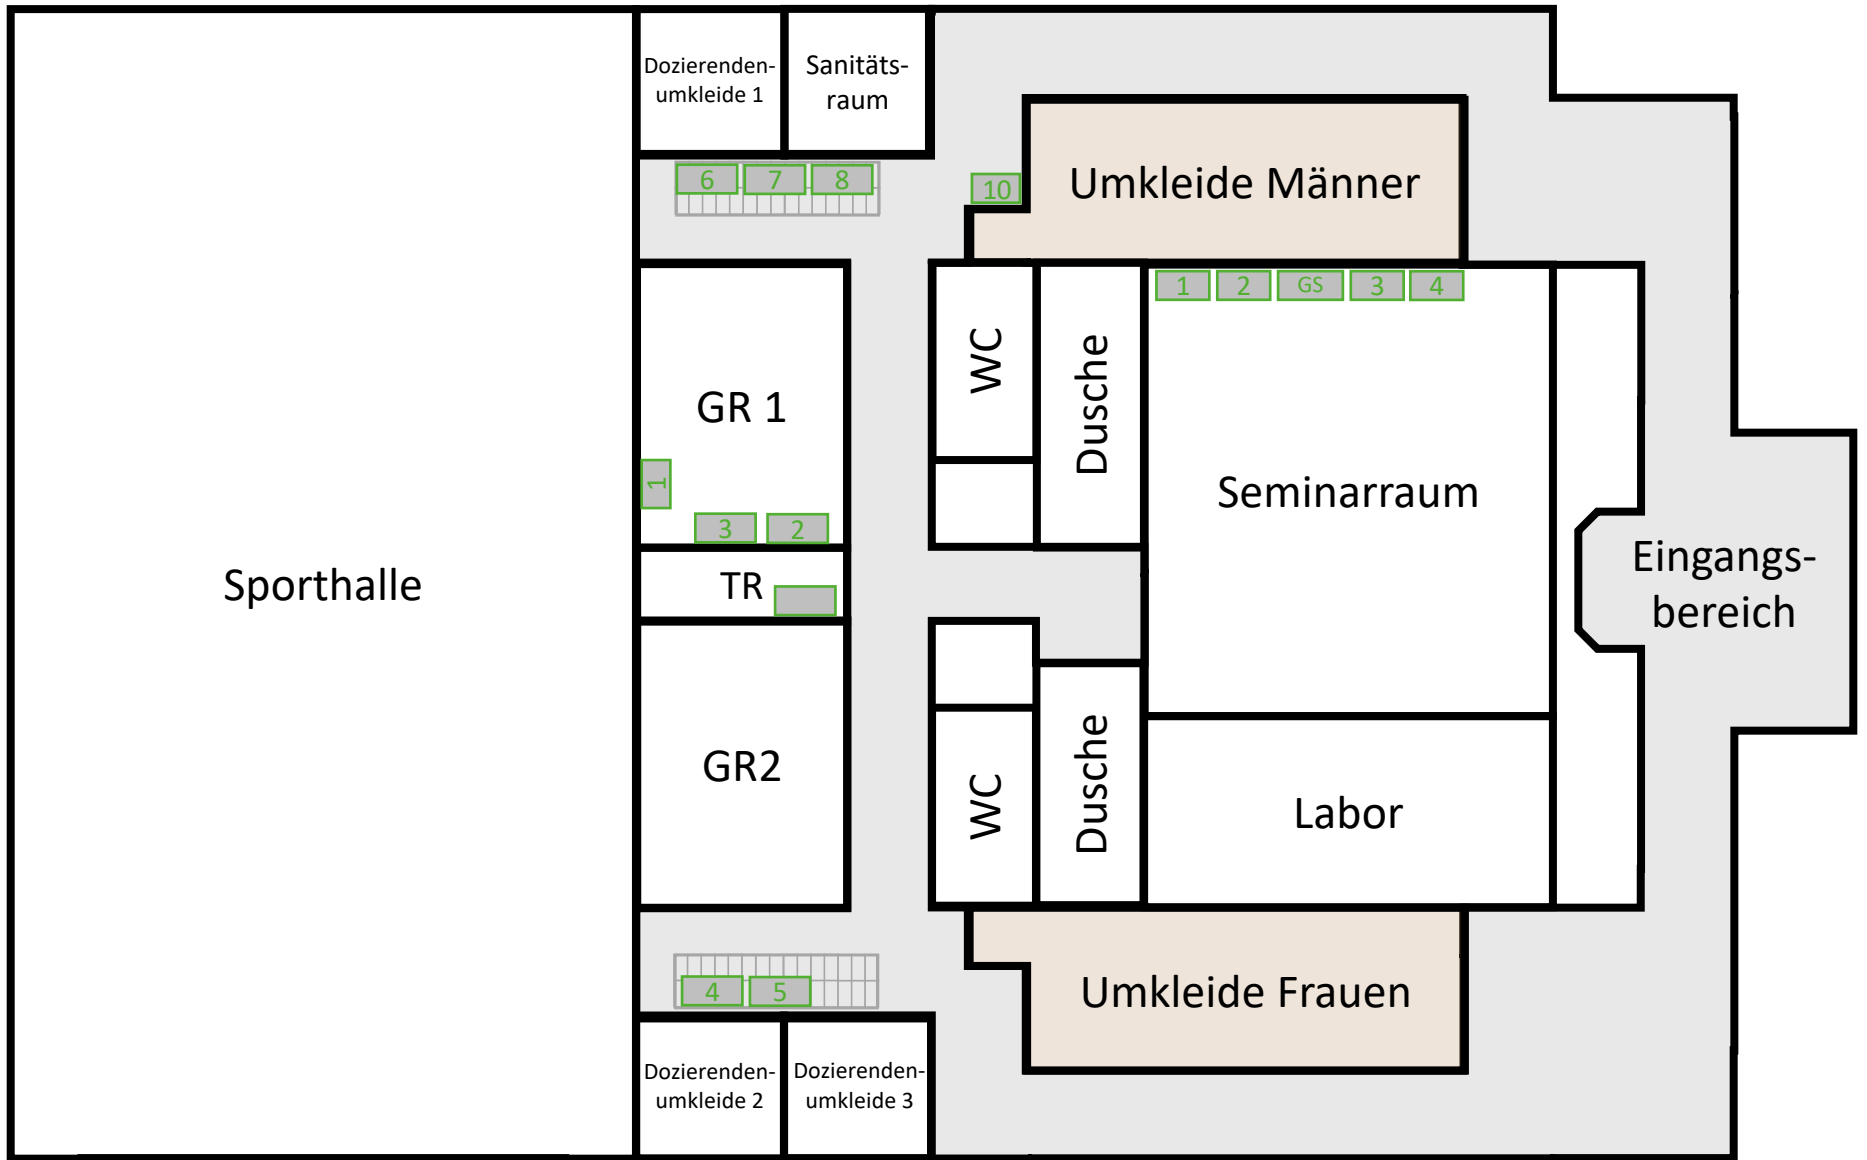 Dozierenden-
umkleide 1
Sanitäts-
raum
6
7
8
10
Umkleide Männer
1
2
GS
3
4
WC
Dusche
GR 1
1
3
2
Seminarraum
Sporthalle
TR
Eingangs-
bereich
GR2
WC
Dusche
Labor
4
5
Umkleide Frauen
Dozierenden-
umkleide 2
Dozierenden-
umkleide 3